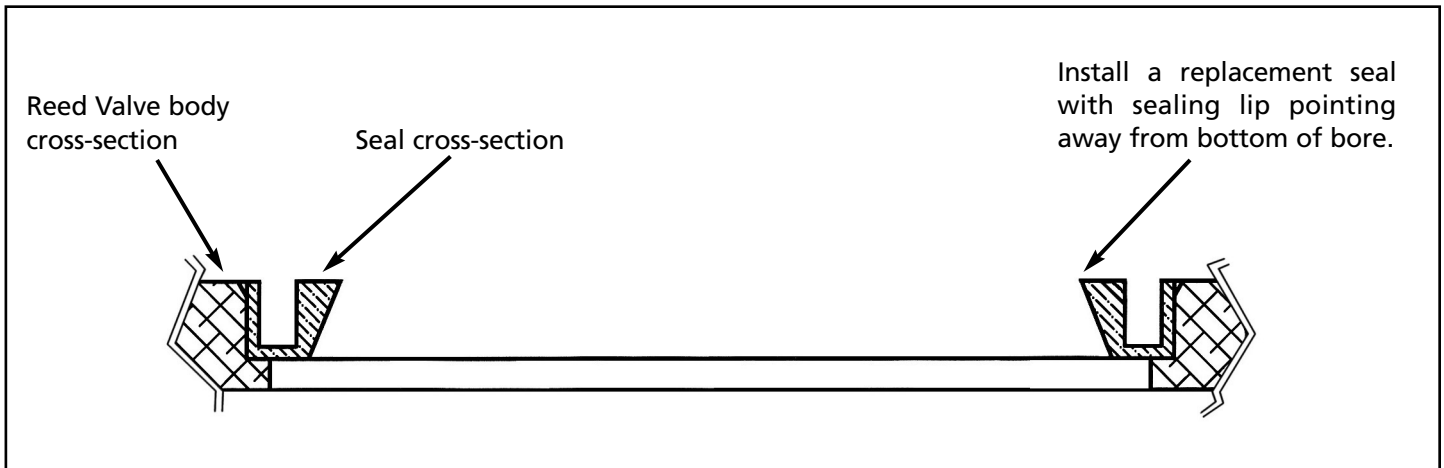 Reed Valve body
cross-section
Seal cross-section
Install a replacement seal
with sealing lip pointing
away from bottom of bore.